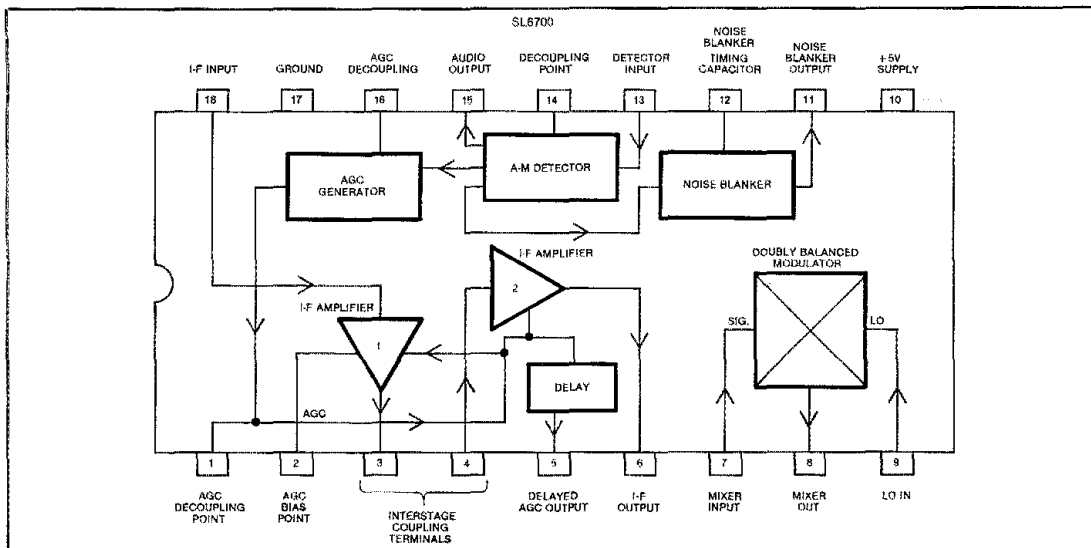 SL6700
I-F INPUT
GROUND
AGC
DECOUPLING
AUDIO
OUTPUT
DECOUPLING
POINT
DETECTOR
INPUT
NOISE
BLANKER
TIMING
CAPACITOR
NOISE
BLANKER
OUTPUT
+5V
SUPPLY
18
17
16
15
14
13
12
11
10
AGC
GENERATOR
A-M DETECTOR
NOISE BLANKER
I-F AMPLIFIER
2
DOUBLY BALANCED
MODULATOR
I-F AMPLIFIER
1
SIG.
LO
DELAY
AGC
1
2
3
4
5
6
7
8
9
AGC
DECOUPLING
POINT
AGC
BIAS
POINT
INTERSTAGE
COUPLING
TERMINALS
DELAYED
AGC OUTPUT
I-F
OUTPUT
MIXER
INPUT
MIXER
OUT
LO IN